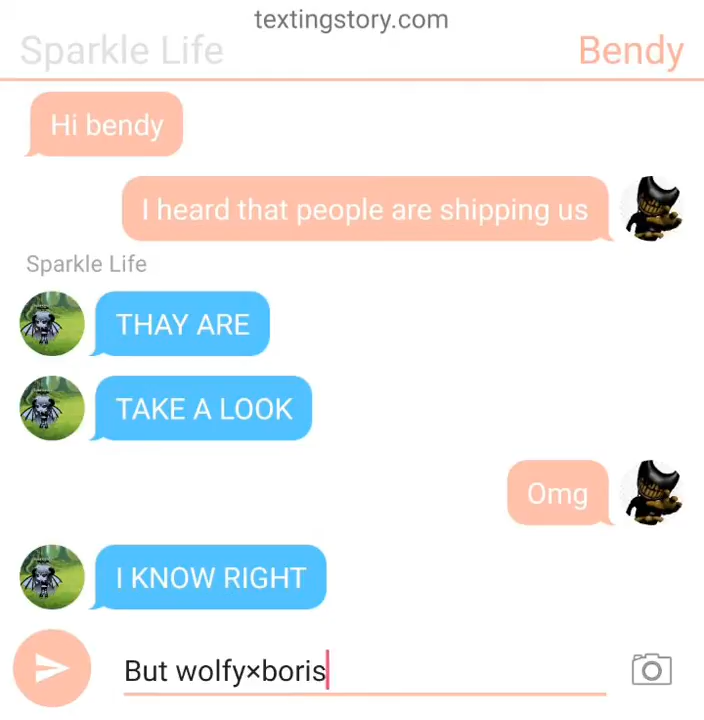 textingstory.com
Sparkle Life
Bendy
Hi bendy
I heard that people are shipping us
Sparkle Life
THAY ARE
TAKE A LOOK
Omg
I KNOW RIGHT
But wolfy×boris